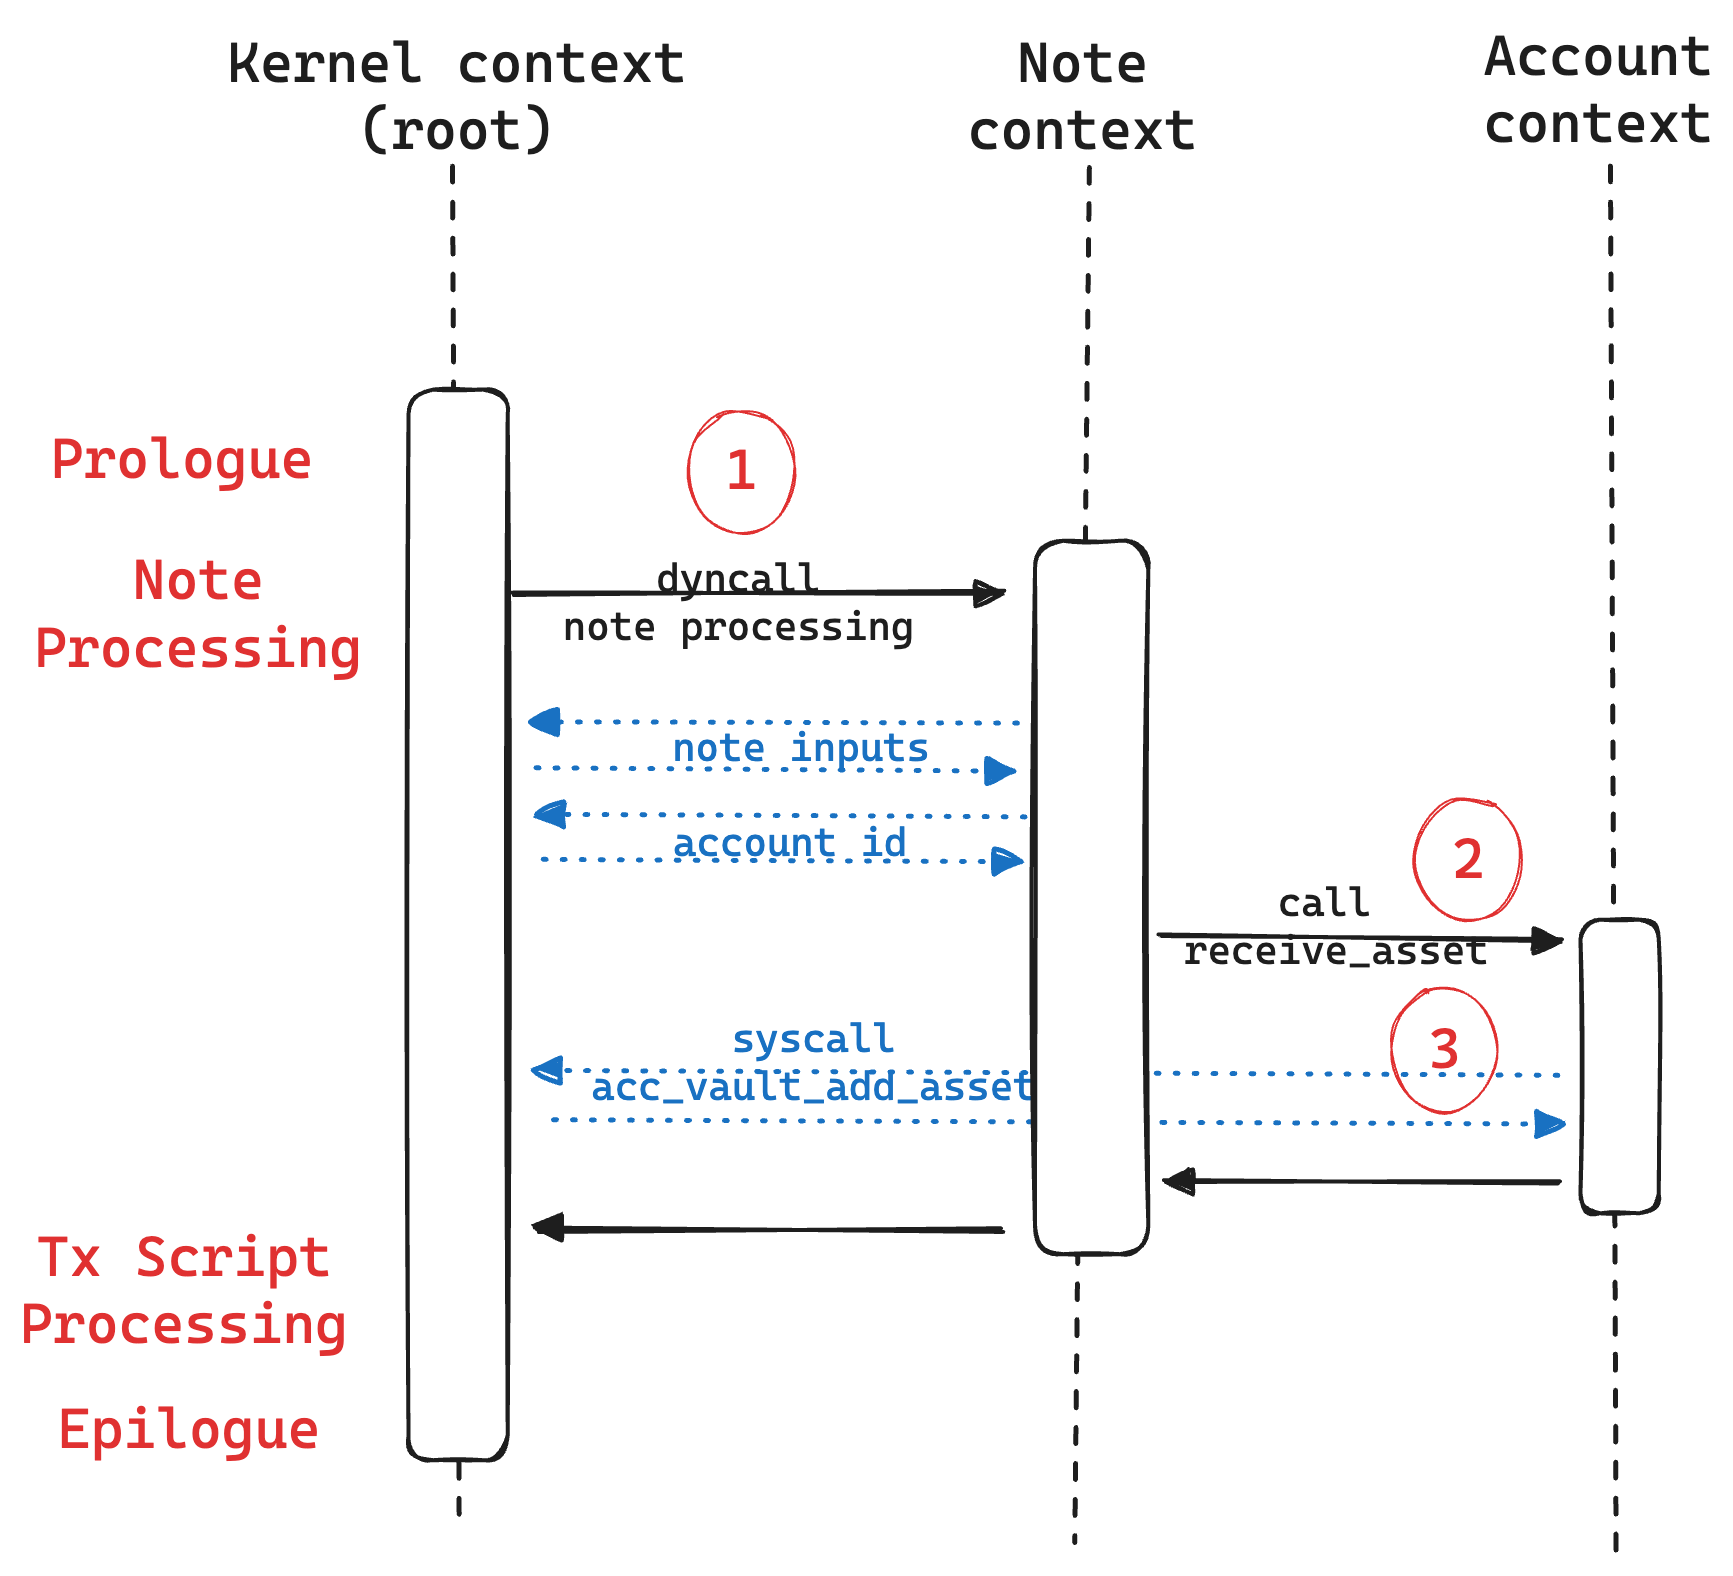 Kernel context
(root)
Note
context
Account
context
Prologue
1
Note
Processing
dyncall
note processing
note inputs
account id
2
call
receive_asset
3
syscall
acc_vault_add_asset
Tx Script
Processing
Epilogue